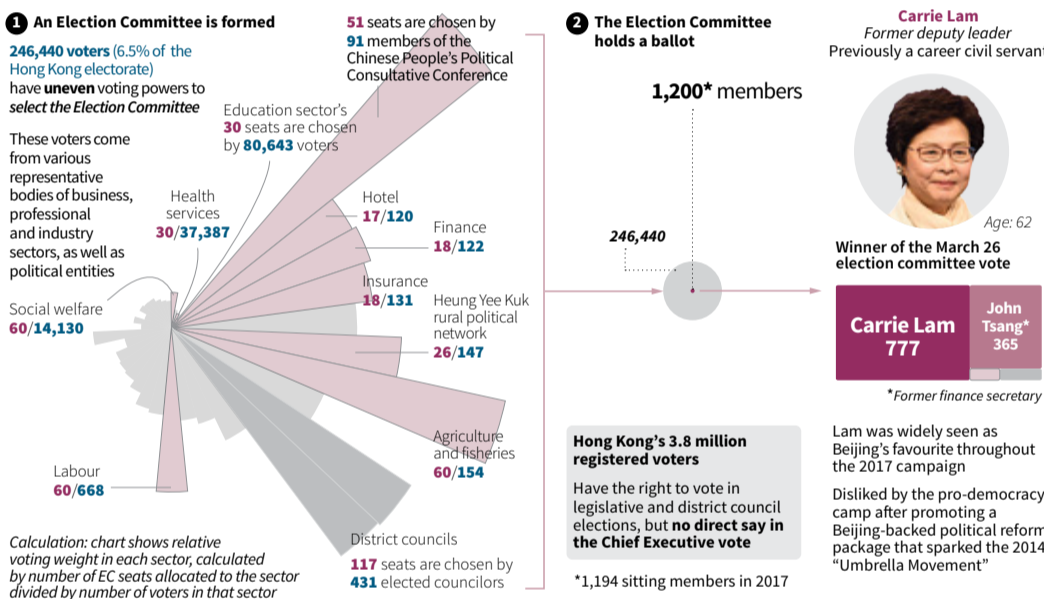 1 An Election Committee is formed
246,440 voters (6.5% of the
Hong Kong electorate)
have uneven voting powers to
select the Election Committee
These voters come
from various
representative
bodies of business,
professional
and industry
sectors, as well as
political entities
51 seats are chosen by
91 members of the
Chinese People's Political
Consultative Conference
Education sector's
30 seats are chosen
by 80,643 voters
Health
services
30/37,387
Hotel
17/120
Finance
18/122
Insurance
18/131
Social welfare
60/14,130
Heung Yee Kuk
rural political
network
26/147
Agriculture
and fisheries
60/154
Labour
60/668
District councils
117 seats are chosen by
431 elected councilors
Calculation: chart shows relative
voting weight in each sector, calculated
by number of EC seats allocated to the sector
divided by number of voters in that sector
2 The Election Committee
holds a ballot
1,200* members
246,440
Hong Kong's 3.8 million
registered voters
Have the right to vote in
legislative and district council
elections, but no direct say in
the Chief Executive vote
*1,194 sitting members in 2017
Carrie Lam
Former deputy leader
Previously a career civil servant
Age: 62
Winner of the March 26
election committee vote
Carrie Lam
777
John
Tsang*
365
*Former finance secretary
Lam was widely seen as
Beijing's favourite throughout
the 2017 campaign
Disliked by the pro-democracy
camp after promoting a
Beijing-backed political reform
package that sparked the 2014
"Umbrella Movement"